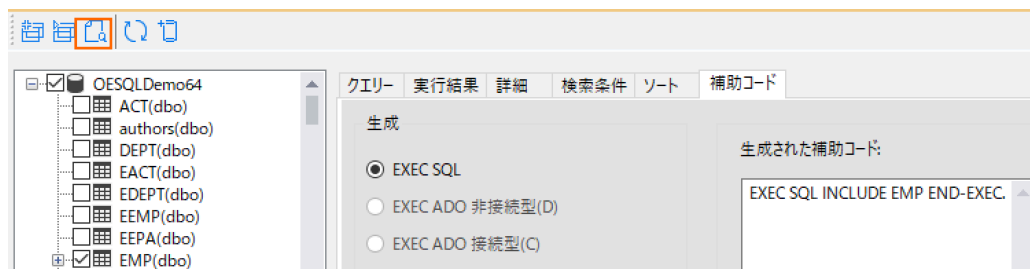 OESQLDemo64
ACT(dbo)
authors(dbo)
DEPT(dbo)
EACT(dbo)
EDEPT(dbo)
EEMP(dbo)
EEPA(dbo)
EMP(dbo)
クエリー 実行結果 詳細 検索条件 ソート 補助コード
生成
EXEC SQL
EXEC ADO 非接続型(D)
EXEC ADO 接続型(C)
生成された補助コード:
EXEC SQL INCLUDE EMP END-EXEC.